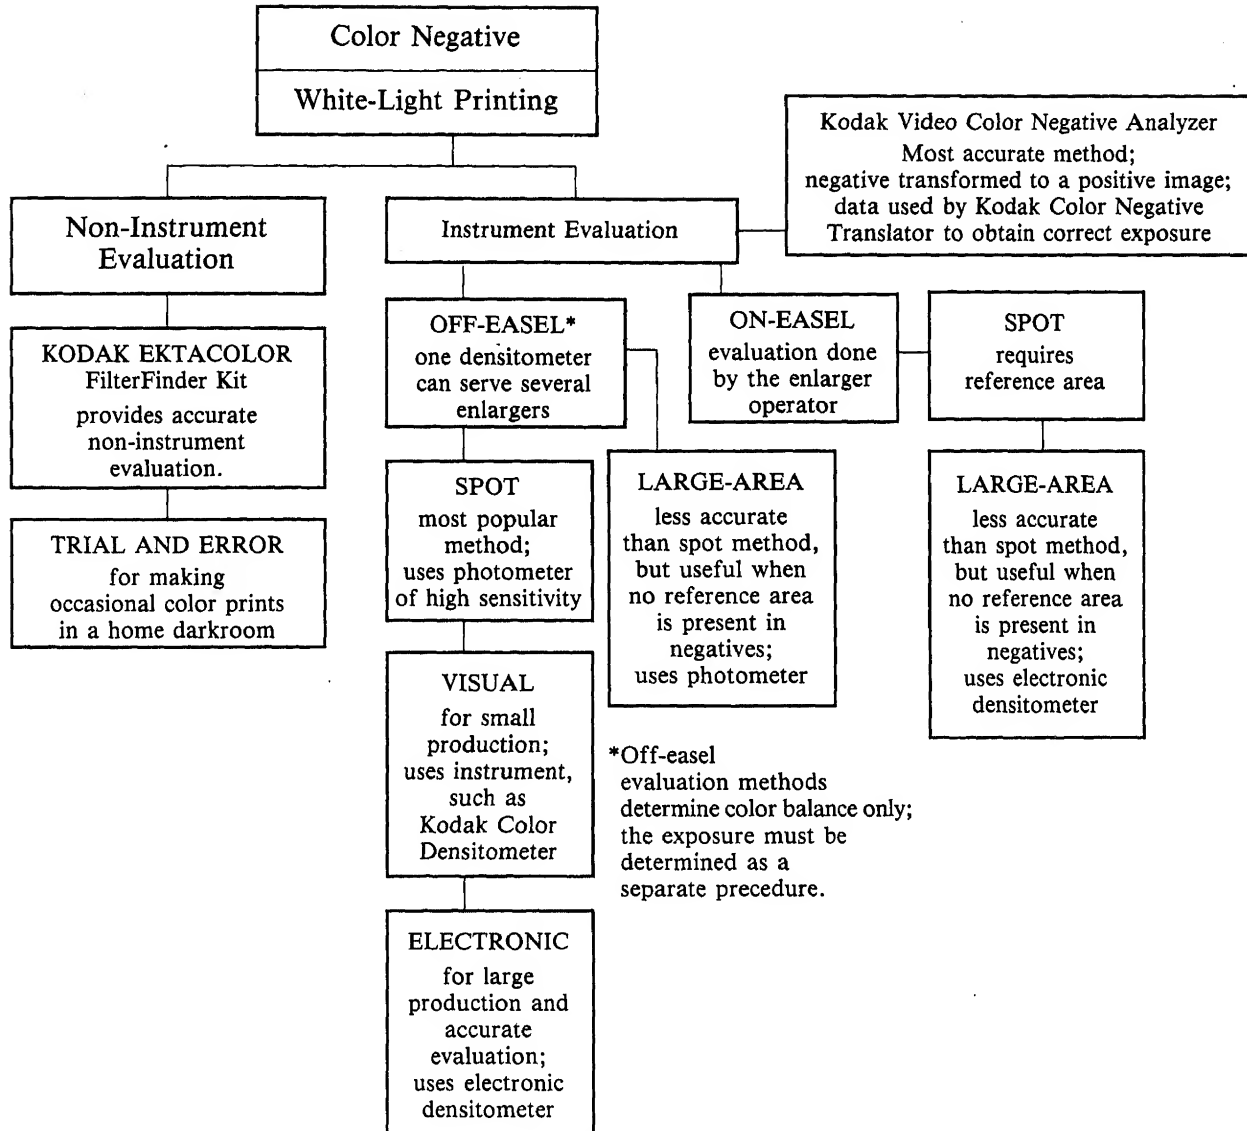 Color Negative
White-Light Printing
Kodak Video Color Negative Analyzer
Most accurate method;
negative transformed to a positive image;
data used by Kodak Color Negative
Translator to obtain correct exposure
Non-Instrument
Evaluation
Instrument Evaluation
KODAK EKTACOLOR
FilterFinder Kit
provides accurate
non-instrument
evaluation.
TRIAL AND ERROR
for making
occasional color prints
in a home darkroom
OFF-EASEL*
one densitometer
can serve several
enlargers
SPOT
most popular
method;
uses photometer
of high sensitivity
VISUAL
for small
production;
uses instrument,
such as
Kodak Color
Densitometer
ELECTRONIC
for large
production and
accurate
evaluation;
uses electronic
densitometer
LARGE-AREA
less accurate
than spot method,
but useful when
no reference area
is present in
negatives;
uses photometer
ON-EASEL
evaluation done
by the enlarger
operator
SPOT
requires
reference area
LARGE-AREA
less accurate
than spot method,
but useful when
no reference area
is present in
negatives;
uses electronic
densitometer
*Off-easel
evaluation methods
determine color balance only;
the exposure must be
determined as a
separate precedure.